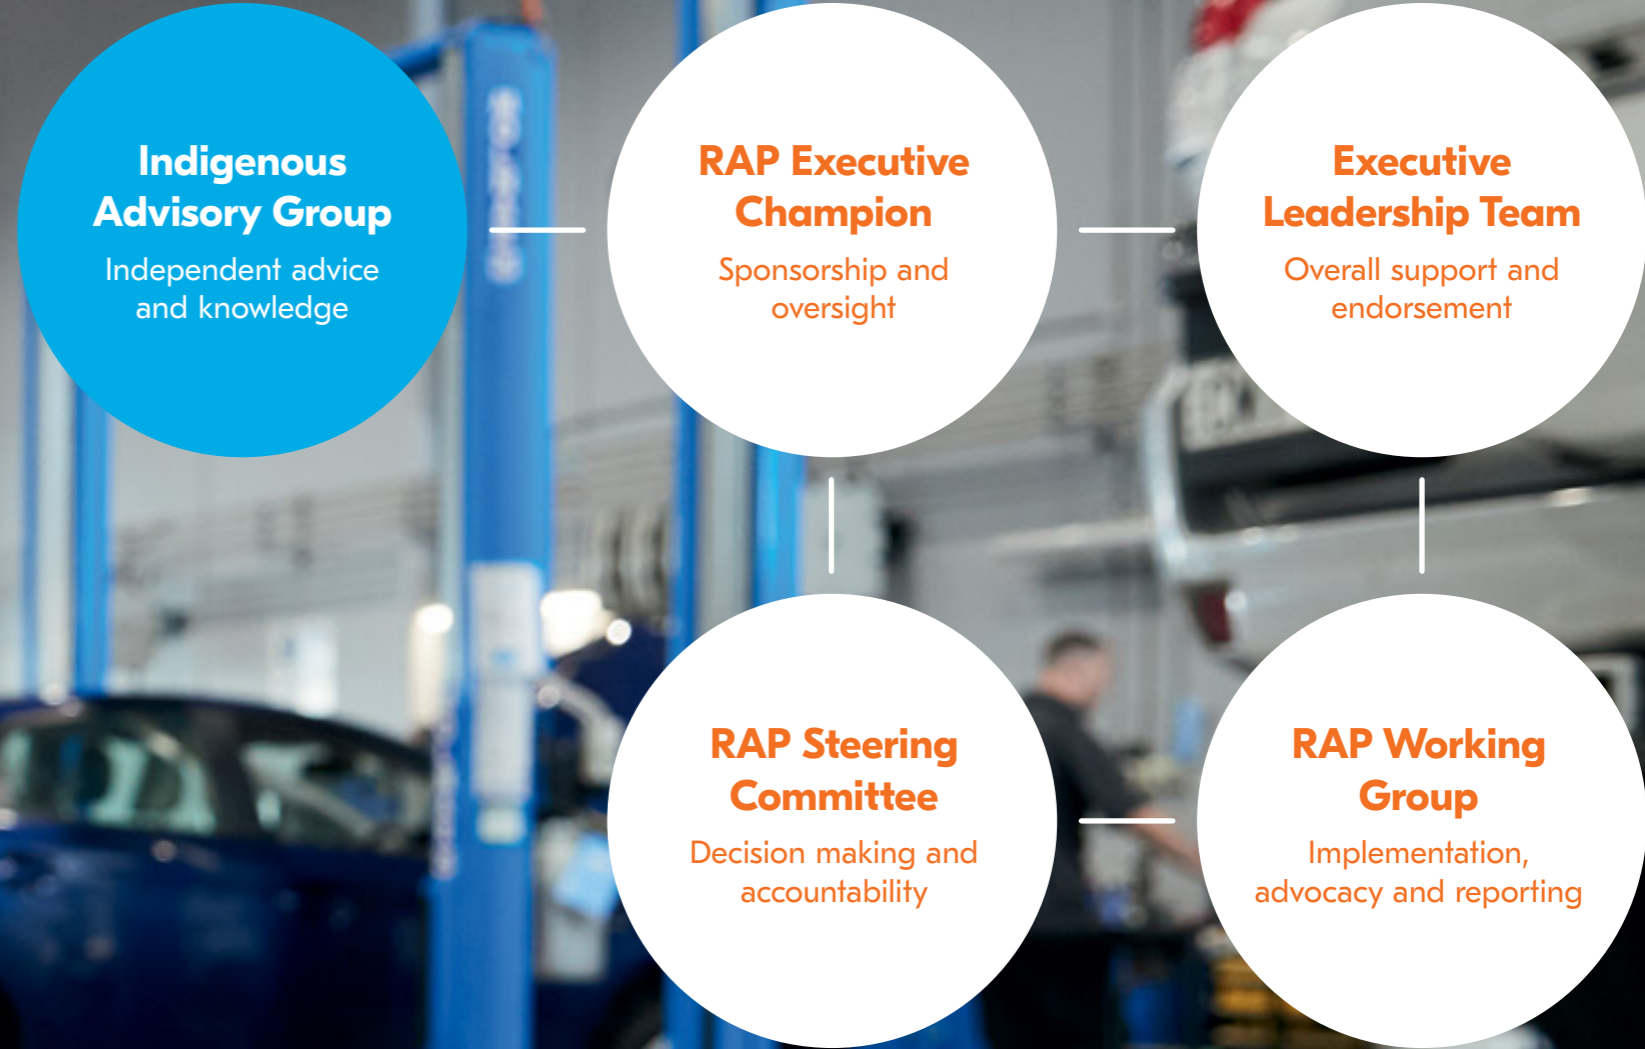 Indigenous
Advisory Group
Independent advice
and knowledge
RAP Executive
Champion
Sponsorship and
oversight
Executive
Leadership Team
Overall support and
endorsement
RAP Steering
Committee
Decision making and
accountability
RAP Working
Group
Implementation,
advocacy and reporting